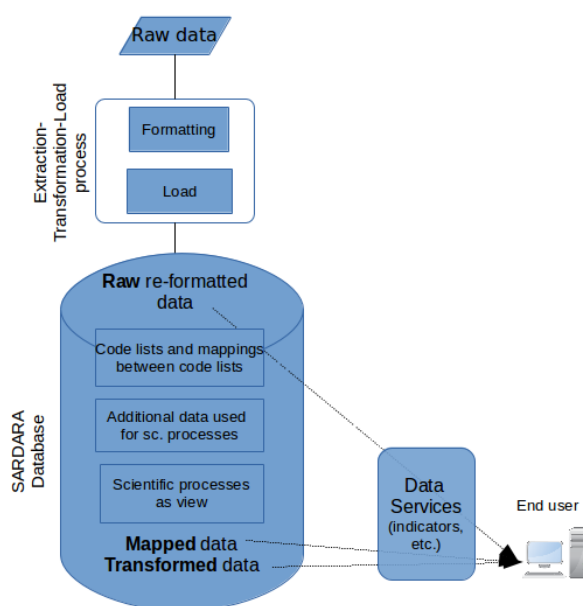 Raw data
Extraction-
Transformation-Load
process
Formatting
Load
SARDARA
Database
Raw re-formatted
data
Code lists and mappings
between code lists
Additional data used
for sc. processes
Scientific processes
as view
Mapped data
Transformed data
Data
Services
(indicators,
etc.)
End user